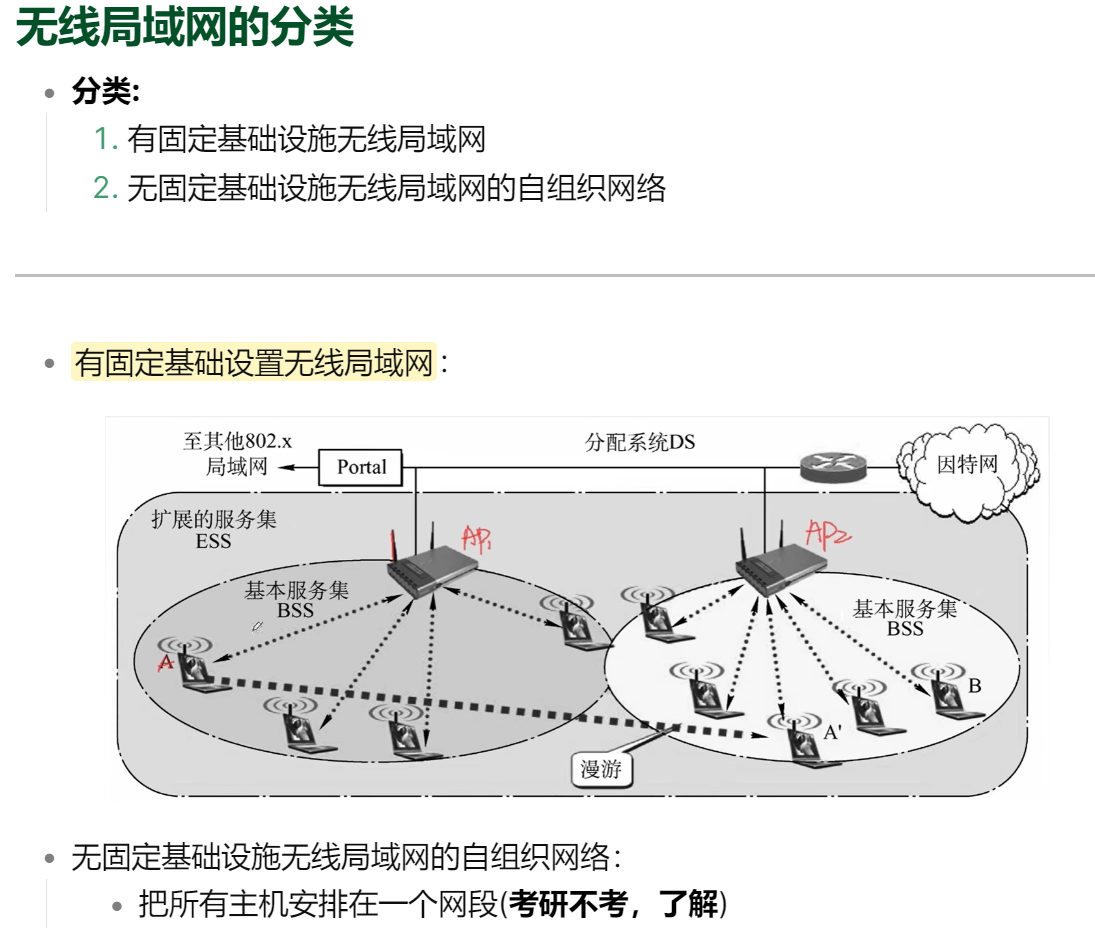 无线局域网的分类
分类:
1. 有固定基础设施无线局域网
2. 无固定基础设施无线局域网的自组织网络
有固定基础设置无线局域网：
至其他802.x
局域网
Portal
分配系统DS
因特网
扩展的服务集
ESS
AP1
AP2
基本服务集
BSS
基本服务集
BSS
A
B
A'
漫游
无固定基础设施无线局域网的自组织网络：
把所有主机安排在一个网段(考研不考，了解)